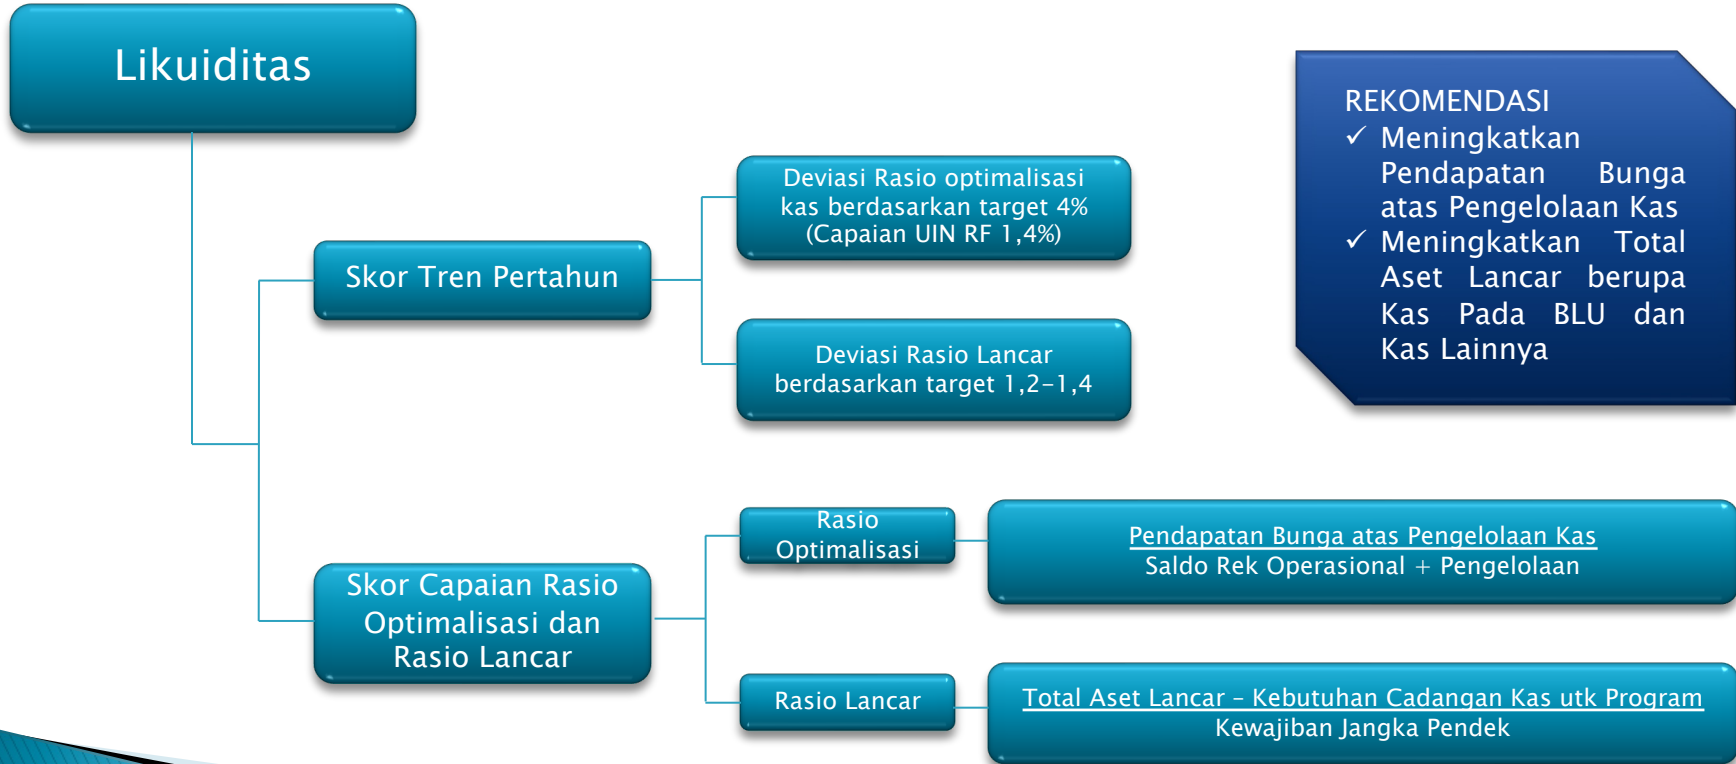 Likuiditas
REKOMENDASI
✓ Meningkatkan
Pendapatan Bunga
atas Pengelolaan Kas
✓ Meningkatkan Total
Aset Lancar berupa
Kas Pada BLU dan
Kas Lainnya
Deviasi Rasio optimalisasi
kas berdasarkan target 4%
(Capaian UIN RF 1,4%)
Skor Tren Pertahun
Deviasi Rasio Lancar
berdasarkan target 1,2-1,4
Rasio
Optimalisasi
Pendapatan Bunga atas Pengelolaan Kas
Saldo Rek Operasional + Pengelolaan
Skor Capaian Rasio
Optimalisasi dan
Rasio Lancar
Rasio Lancar
Total Aset Lancar - Kebutuhan Cadangan Kas utk Program
Kewajiban Jangka Pendek